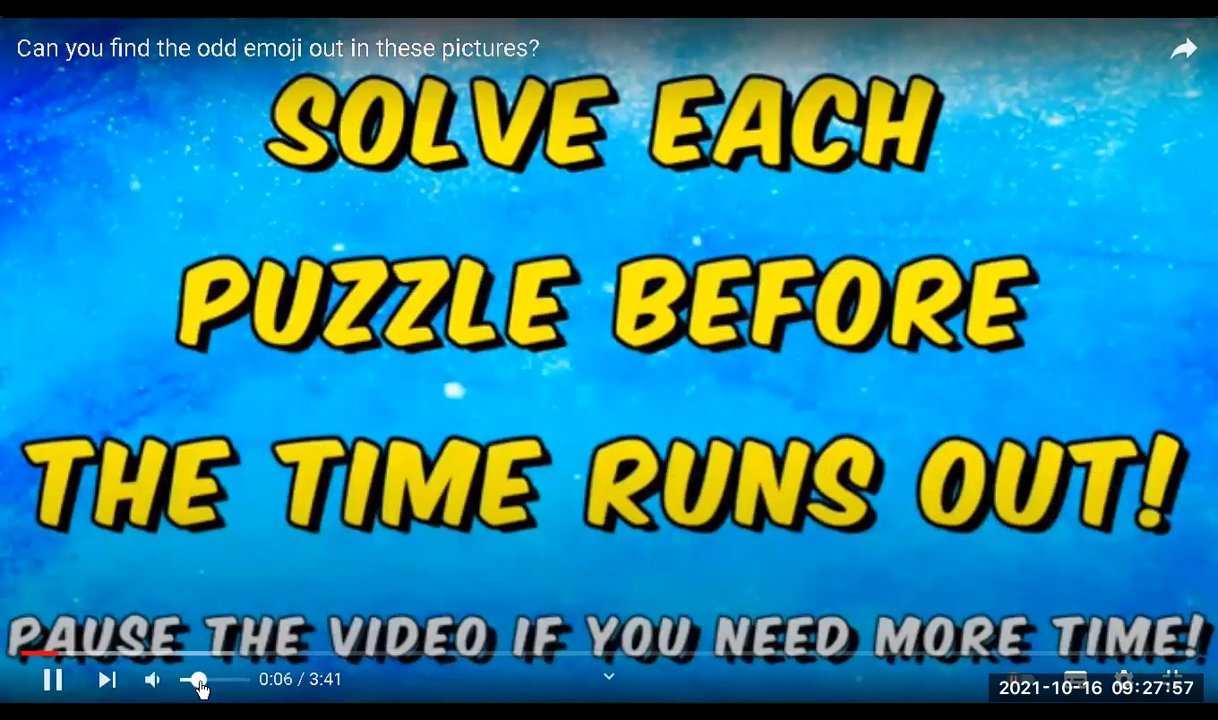 Can you find the odd emoji out in these pictures?
SOLVE EACH
PUZZLE BEFORE
THE TIME RUNS OUT!
PAUSE THE VIDEO IF YOU NEED MORE TIME!
0:06 / 3:41
2021-10-16 09:27:57